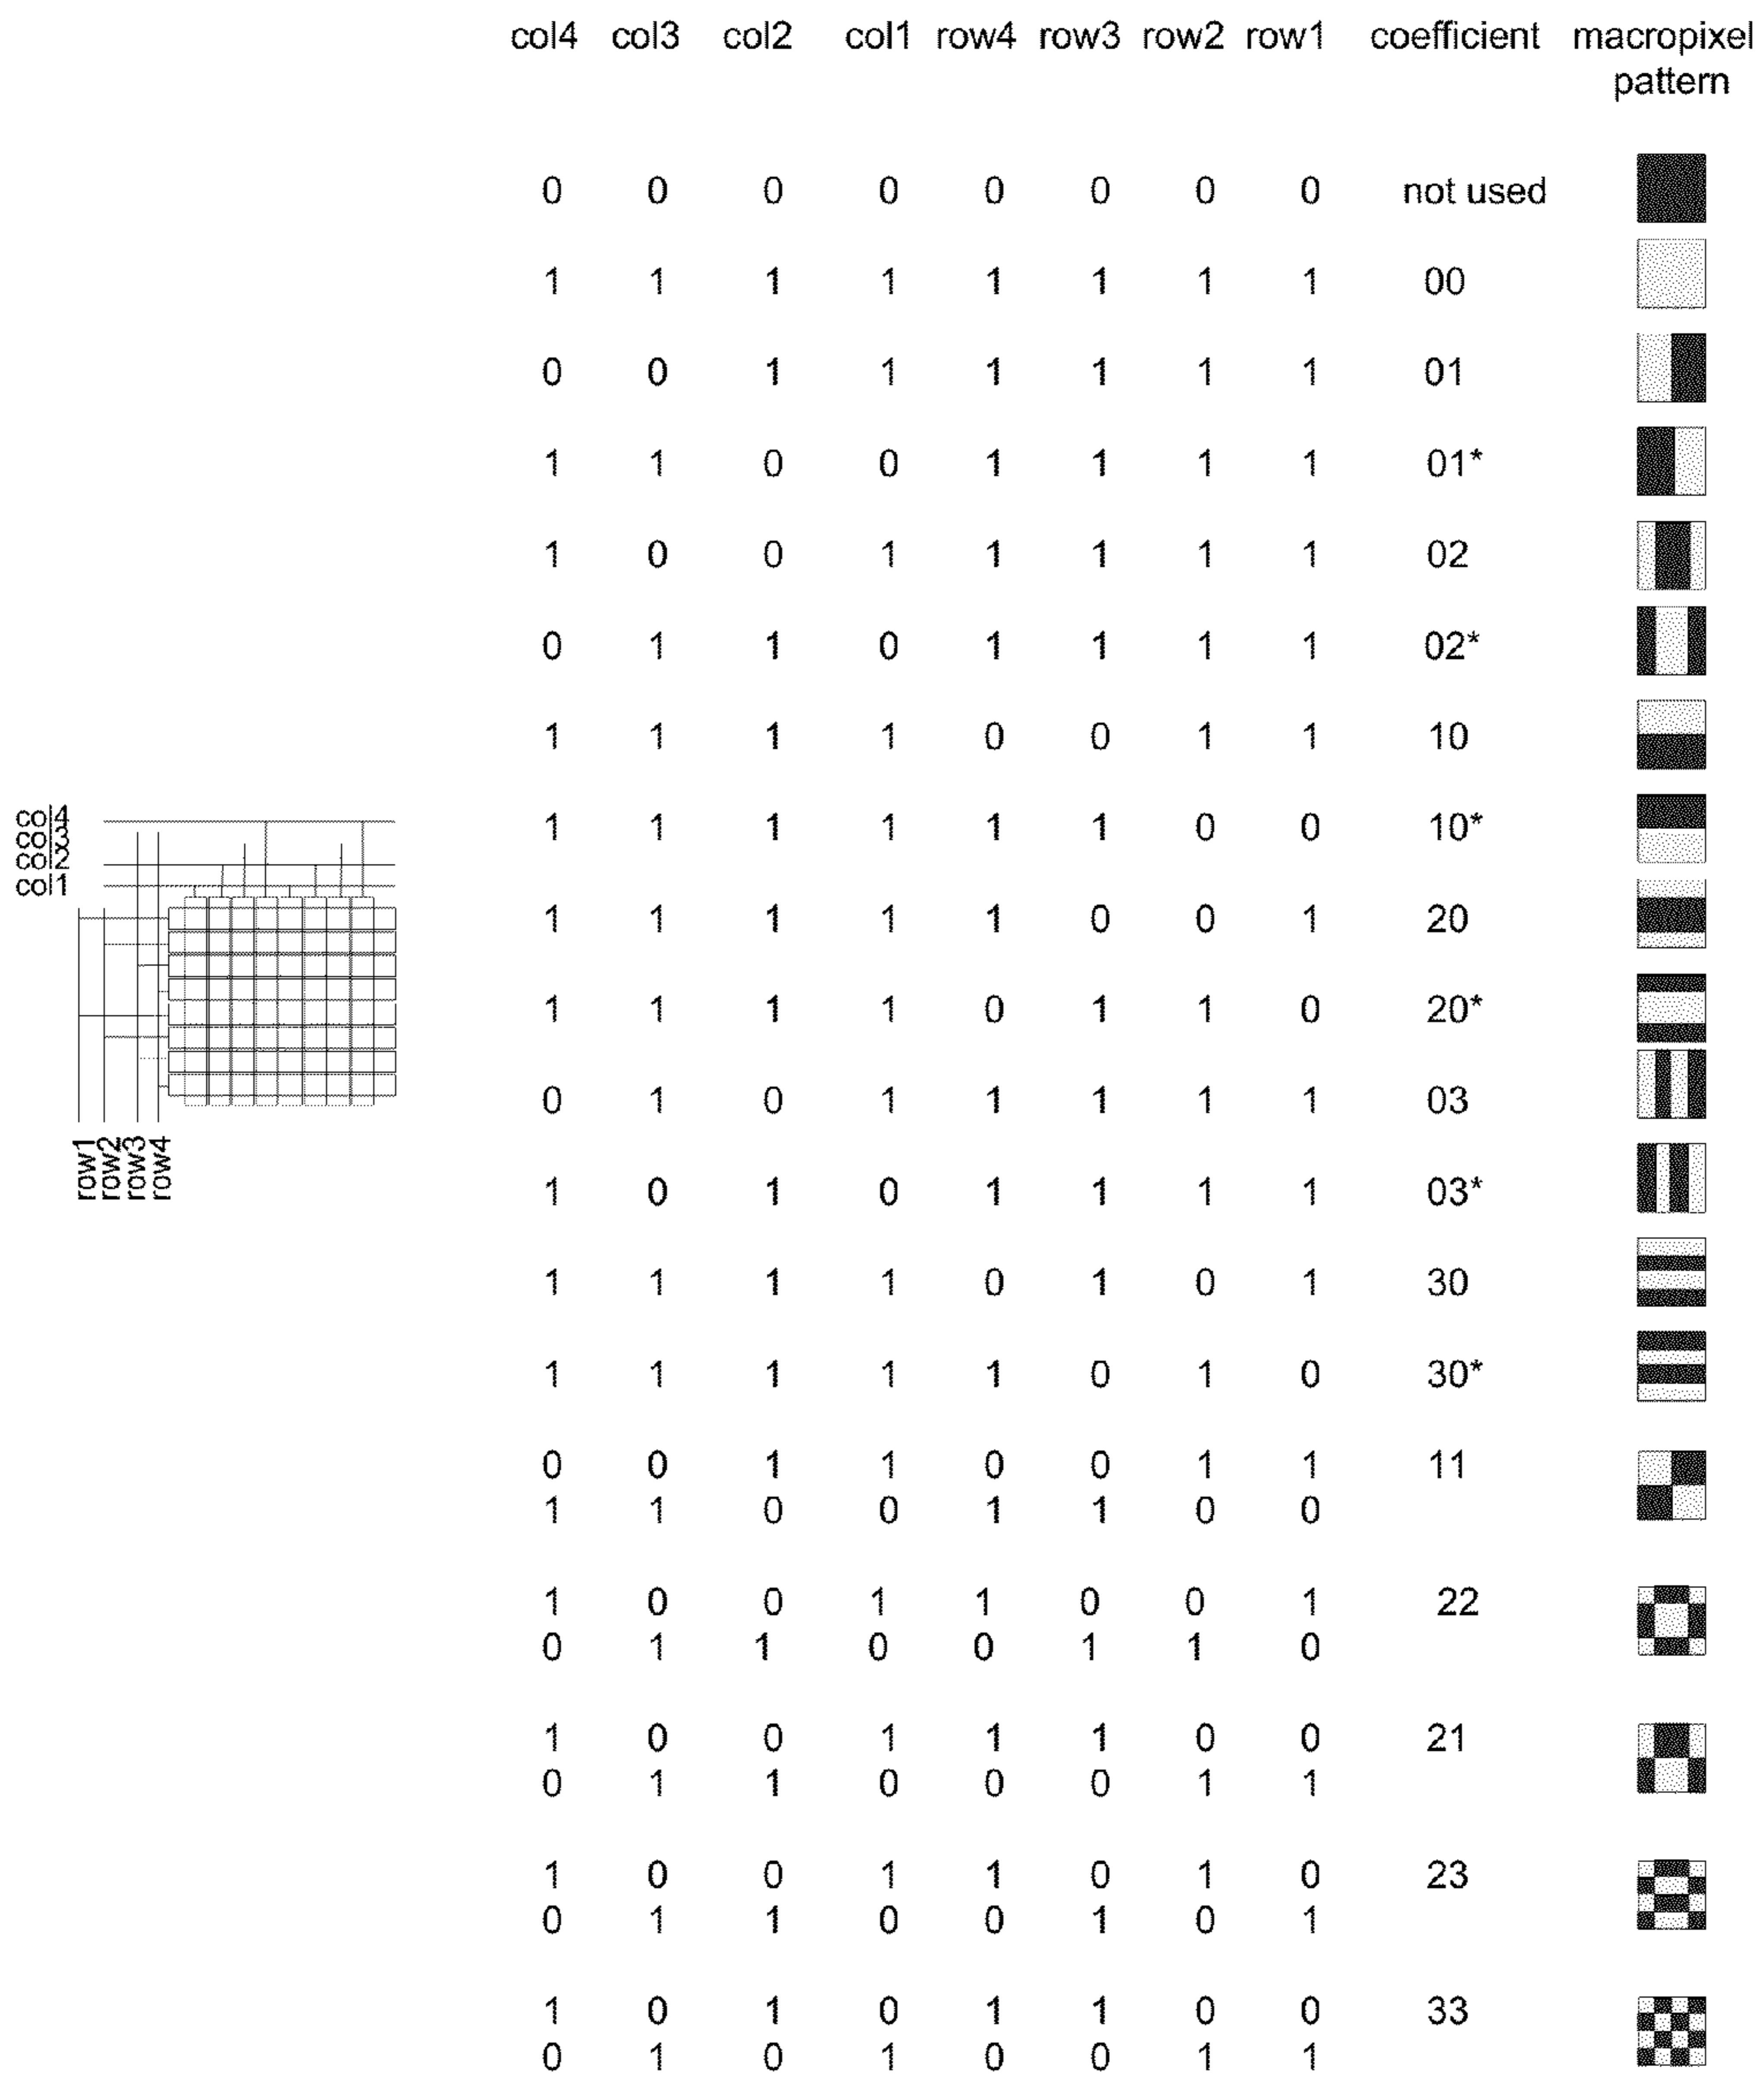 col4 col3 col2 col1 row4 row3 row2 row1 coefficient macropixel
pattern
0 0 0 0 0 0 0 0 not used
1 1 1 1 1 1 1 1 00
0 0 1 1 1 1 1 1 01
1 1 0 0 1 1 1 1 01*
1 0 0 1 1 1 1 1 02
0 1 1 0 1 1 1 1 02*
1 1 1 1 0 0 1 1 10
1 1 1 1 1 1 0 0 10*
1 1 1 1 1 0 0 1 20
1 1 1 1 0 1 1 0 20*
0 1 0 1 1 1 1 1 03
1 0 1 0 1 1 1 1 03*
1 1 1 1 0 1 0 1 30
1 1 1 1 1 0 1 0 30*
0 0 1 1 0 0 1 1 11
1 1 0 0 1 1 0 0
1 0 0 1 1 0 0 1 22
0 1 1 0 0 1 1 0
1 0 0 1 1 1 0 0 21
0 1 1 0 0 0 1 1
1 0 0 1 1 0 1 0 23
0 1 1 0 0 1 0 1
1 0 1 0 1 1 0 0 33
0 1 0 1 0 0 1 1
col4
col3
col2
col1
row1
row2
row3
row4